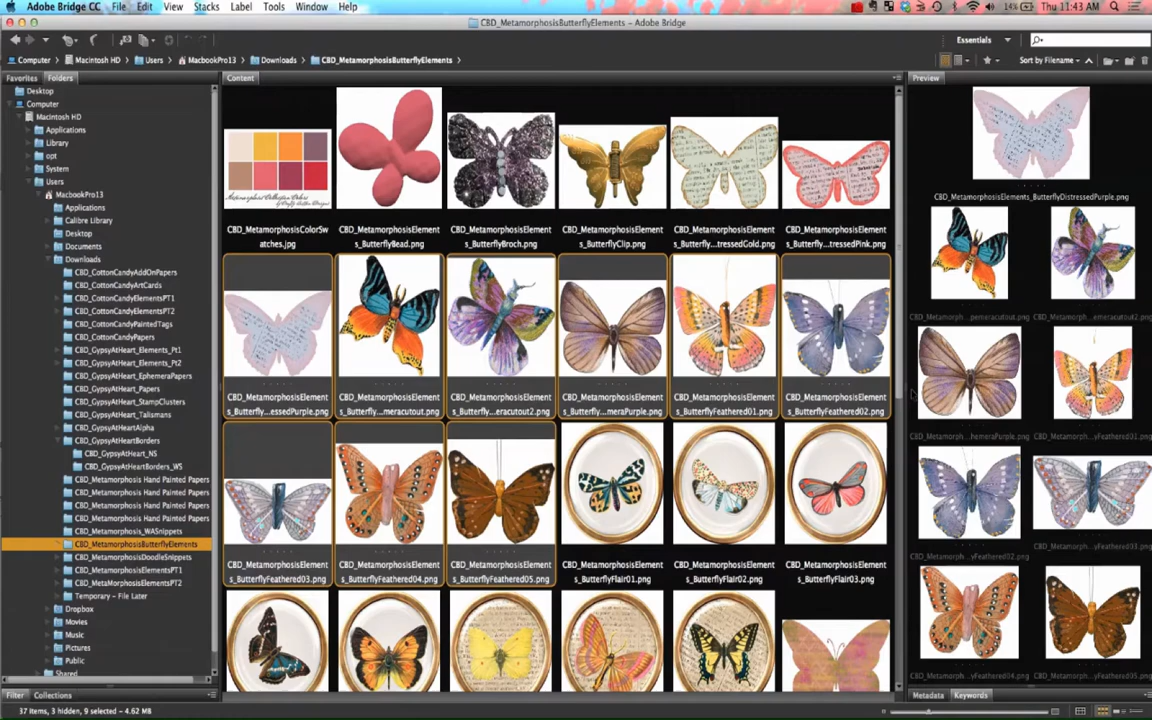 Bridge CC File Edit View Stacks Label Tools Window Help
14% Thu 11:43 AM
CBD_MetamorphosisButterflyElements – Adobe Bridge
Essentials
Computer Macintosh HD Users MacbookPro13 Downloads CBD_MetamorphosisButterflyElements
Sort by Filename
Favorites Folders
Desktop
Computer
Macintosh HD
Applications
Library
opt
System
Users
MacbookPro13
Applications
Calibre Library
Desktop
Documents
Downloads
CBD_CottonCandyAddOnPapers
CBD_CottonCandyArtCards
CBD_CottonCandyElementsPT1
CBD_CottonCandyElementsPT2
CBD_CottonCandyPaintedTags
CBD_CottonCandyPapers
CBD_GypsyAtHeart_Elements_Pt1
CBD_GypsyAtHeart_Elements_Pt2
CBD_GypsyAtHeart_EphemeraPapers
CBD_GypsyAtHeart_Papers
CBD_GypsyAtHeart_StampClusters
CBD_GypsyAtHeart_Talismans
CBD_GypsyAtHeartAlpha
CBD_GypsyAtHeartBorders
CBD_GypsyAtHeart_NS
CBD_GypsyAtHeartBorders_WS
CBD_Metamorphosis Hand Painted Papers
CBD_Metamorphosis Hand Painted Papers
CBD_Metamorphosis Hand Painted Papers
CBD_Metamorphosis Hand Painted Papers
CBD_Metamorphosis_WASnippets
CBD_MetamorphosisButterflyElements
CBD_MetamorphosisDoodleSnippets
CBD_MetamorphosisElementsPT1
CBD_MetaMorphosisElementsPT2
Temporary - File Later
Dropbox
Movies
Music
Pictures
Public
Shared
Filter Collections
37 items, 3 hidden, 9 selected – 4.62 MB
Content
Metamorphosis Collection Colors
CBD_MetamorphosisColorSw
atches.jpg
CBD_MetamorphosisElement
s_ButterflyBead.png
CBD_MetamorphosisElement
s_ButterflyBroch.png
CBD_MetamorphosisElement
s_ButterflyClip.png
CBD_MetamorphosisElement
s_Butterfly...tressedGold.png
CBD_MetamorphosisElement
s_Butterfly...tressedPink.png
CBD_MetamorphosisElement
s_Butterfly...essedPurple.png
CBD_MetamorphosisElement
s_Butterfly...meracutout.png
CBD_MetamorphosisElement
s_Butterfly...eracutout2.png
CBD_MetamorphosisElement
s_Butterfly...emeraPurple.png
CBD_MetamorphosisElement
s_ButterflyFeathered01.png
CBD_MetamorphosisElement
s_ButterflyFeathered02.png
CBD_MetamorphosisElement
s_ButterflyFeathered03.png
CBD_MetamorphosisElement
s_ButterflyFeathered04.png
CBD_MetamorphosisElement
s_ButterflyFeathered05.png
CBD_MetamorphosisElement
s_ButterflyFlair01.png
CBD_MetamorphosisElement
s_ButterflyFlair02.png
CBD_MetamorphosisElement
s_ButterflyFlair03.png
Preview
CBD_MetamorphosisElements_ButterflyDistressedPurple.png
Metadata Keywords